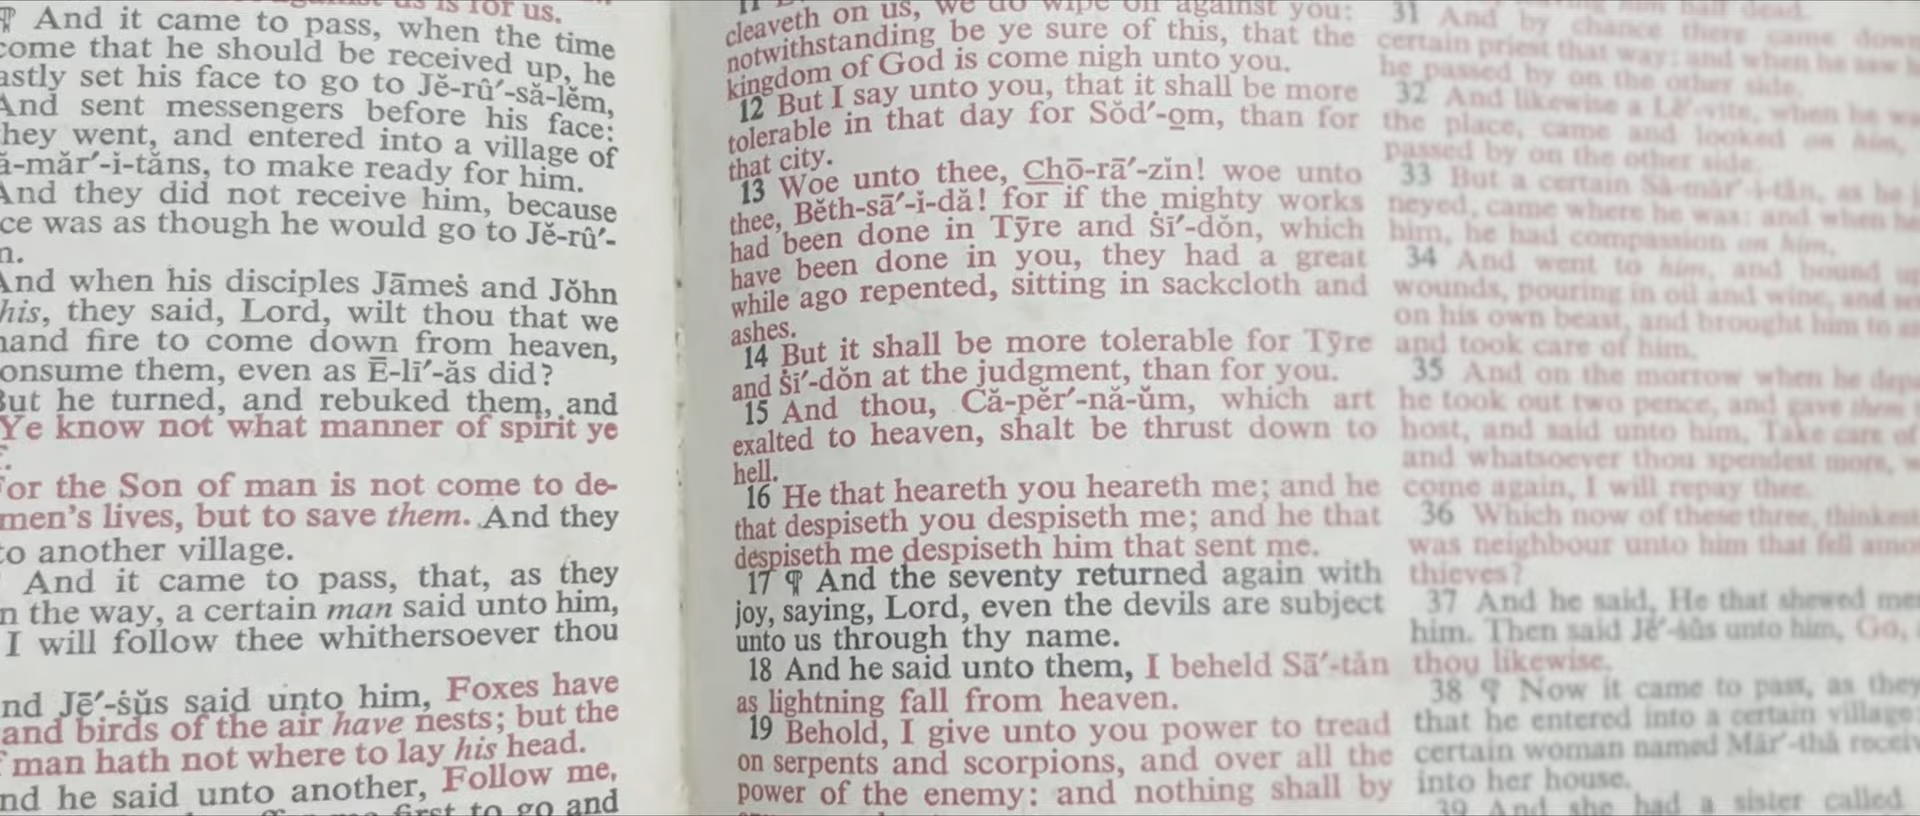 us is for us.
¶ And it came to pass, when the time
come that he should be received up, he
astly set his face to go to Jĕ-rû′-să-lĕm,
And sent messengers before his face:
they went, and entered into a village of
ă-măr′-i-tăns, to make ready for him.
And they did not receive him, because
ce was as though he would go to Jĕ-rû′-
n.
And when his disciples Jāmeṡ and Jŏhn
his, they said, Lord, wilt thou that we
mand fire to come down from heaven,
onsume them, even as Ē-lī′-ăs did?
But he turned, and rebuked them, and
Ye know not what manner of spirit ye
For the Son of man is not come to de-
men's lives, but to save them. And they
to another village.
And it came to pass, that, as they
n the way, a certain man said unto him,
I will follow thee whithersoever thou
nd Jē′-ṡŭs said unto him, Foxes have
and birds of the air have nests; but the
man hath not where to lay his head.
nd he said unto another, Follow me,
first to go and
cleaveth on us, we do wipe off against you:
notwithstanding be ye sure of this, that the
kingdom of God is come nigh unto you.
12 But I say unto you, that it shall be more
tolerable in that day for Sŏd′-o̱m, than for
that city.
13 Woe unto thee, C̱ẖō-rā′-zĭn! woe unto
thee, Bĕth-sā′-ĭ-dă! for if the mighty works
had been done in Tȳre and Ṡī′-dŏn, which
have been done in you, they had a great
while ago repented, sitting in sackcloth and
ashes.
14 But it shall be more tolerable for Tȳre
and Ṡī′-dŏn at the judgment, than for you.
15 And thou, Că-pĕr′-nă-ŭm, which art
exalted to heaven, shalt be thrust down to
hell.
16 He that heareth you heareth me; and he
that despiseth you despiseth me; and he that
despiseth me despiseth him that sent me.
17 ¶ And the seventy returned again with
joy, saying, Lord, even the devils are subject
unto us through thy name.
18 And he said unto them, I beheld Sā′-tăn
as lightning fall from heaven.
19 Behold, I give unto you power to tread
on serpents and scorpions, and over all the
power of the enemy: and nothing shall by
half dead.
31 And by chance there came down
certain priest that way: and when he saw
he passed by on the other side.
32 And likewise a Lē′-vīte, when he was
the place, came and looked on him,
passed by on the other side.
33 But a certain Să-măr′-ĭ-tăn, as he
neyed, came where he was: and when he
him, he had compassion on him,
34 And went to him, and bound up
wounds, pouring in oil and wine, and
on his own beast, and brought him to
and took care of him.
35 And on the morrow when he
he took out two pence, and gave them
host, and said unto him, Take care of
and whatsoever thou spendest more,
come again, I will repay thee.
36 Which now of these three, thinkest
was neighbour unto him that fell
thieves?
37 And he said, He that shewed
him. Then said Jē′-ṡŭs unto him, Go,
thou likewise.
38 ¶ Now it came to pass, as they
that he entered into a certain village:
certain woman named Mär′-thă
into her house.
39 And she had a sister called